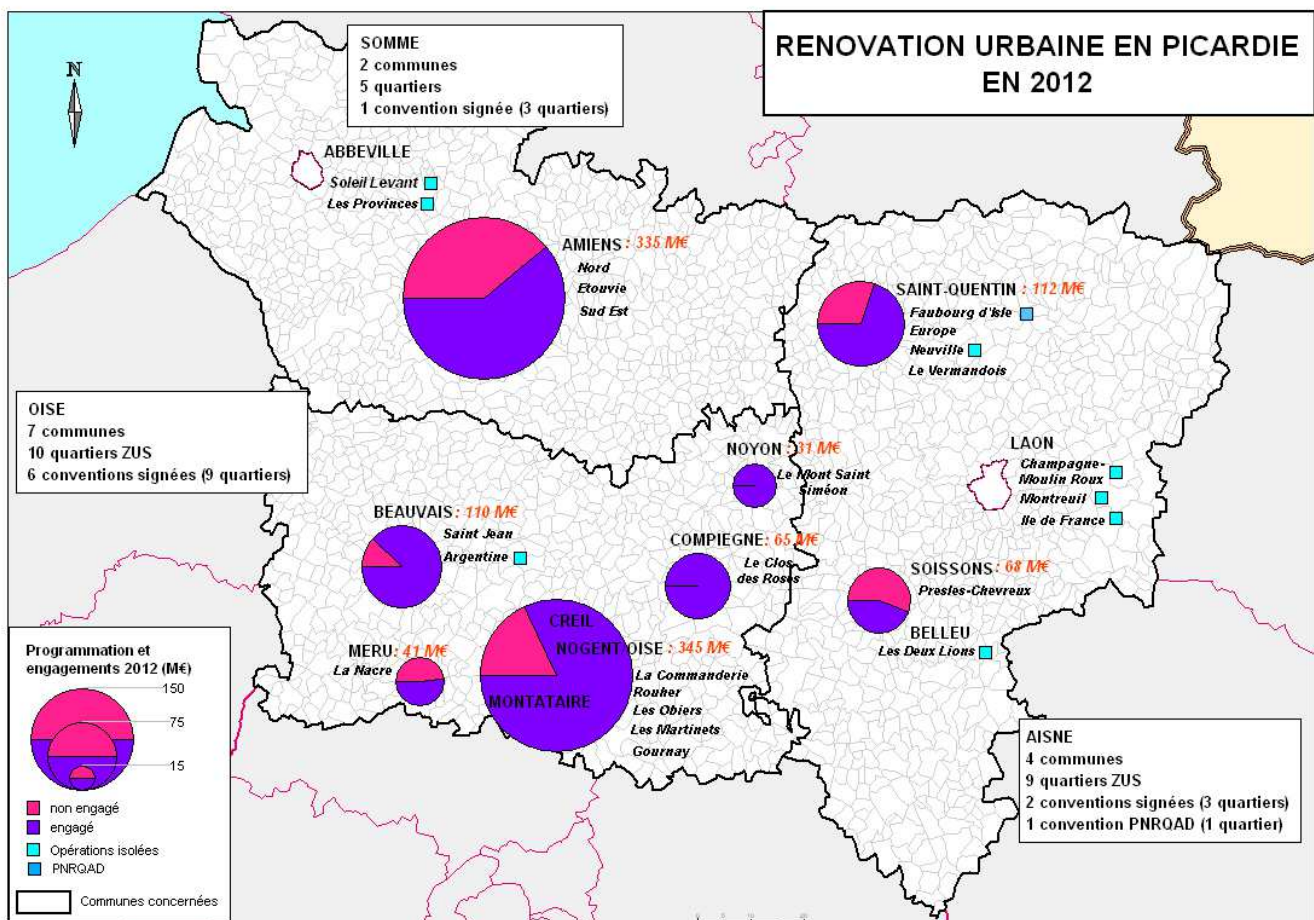 RENOVATION URBAINE EN PICARDIE
EN 2012
N
SOMME
2 communes
5 quartiers
1 convention signée (3 quartiers)
ABBEVILLE
Soleil Levant
Les Provinces
AMIENS : 335 M€
Nord
Etouvie
Sud Est
SAINT-QUENTIN : 112 M€
Faubourg d'Isle
Europe
Neuville
Le Vermandois
OISE
7 communes
10 quartiers ZUS
6 conventions signées (9 quartiers)
NOYON : 31 M€
Le Mont Saint
Siméon
LAON
Champagne-
Moulin Roux
Montreuil
Ile de France
BEAUVAIS : 110 M€
Saint Jean
Argentine
COMPIEGNE : 65 M€
Le Clos
des Roses
SOISSONS : 68 M€
Presles-Chevreux
BELLEU
Les Deux Lions
MERU : 41 M€
La Nacre
CREIL
NOGENT OISE : 345 M€
MONTATAIRE
La Commanderie
Rouher
Les Obiers
Les Martinets
Gournay
Programmation et
engagements 2012 (M€)
150
75
15
non engagé
engagé
Opérations isolées
PNRQAD
Communes concernées
AISNE
4 communes
9 quartiers ZUS
2 conventions signées (3 quartiers)
1 convention PNRQAD (1 quartier)